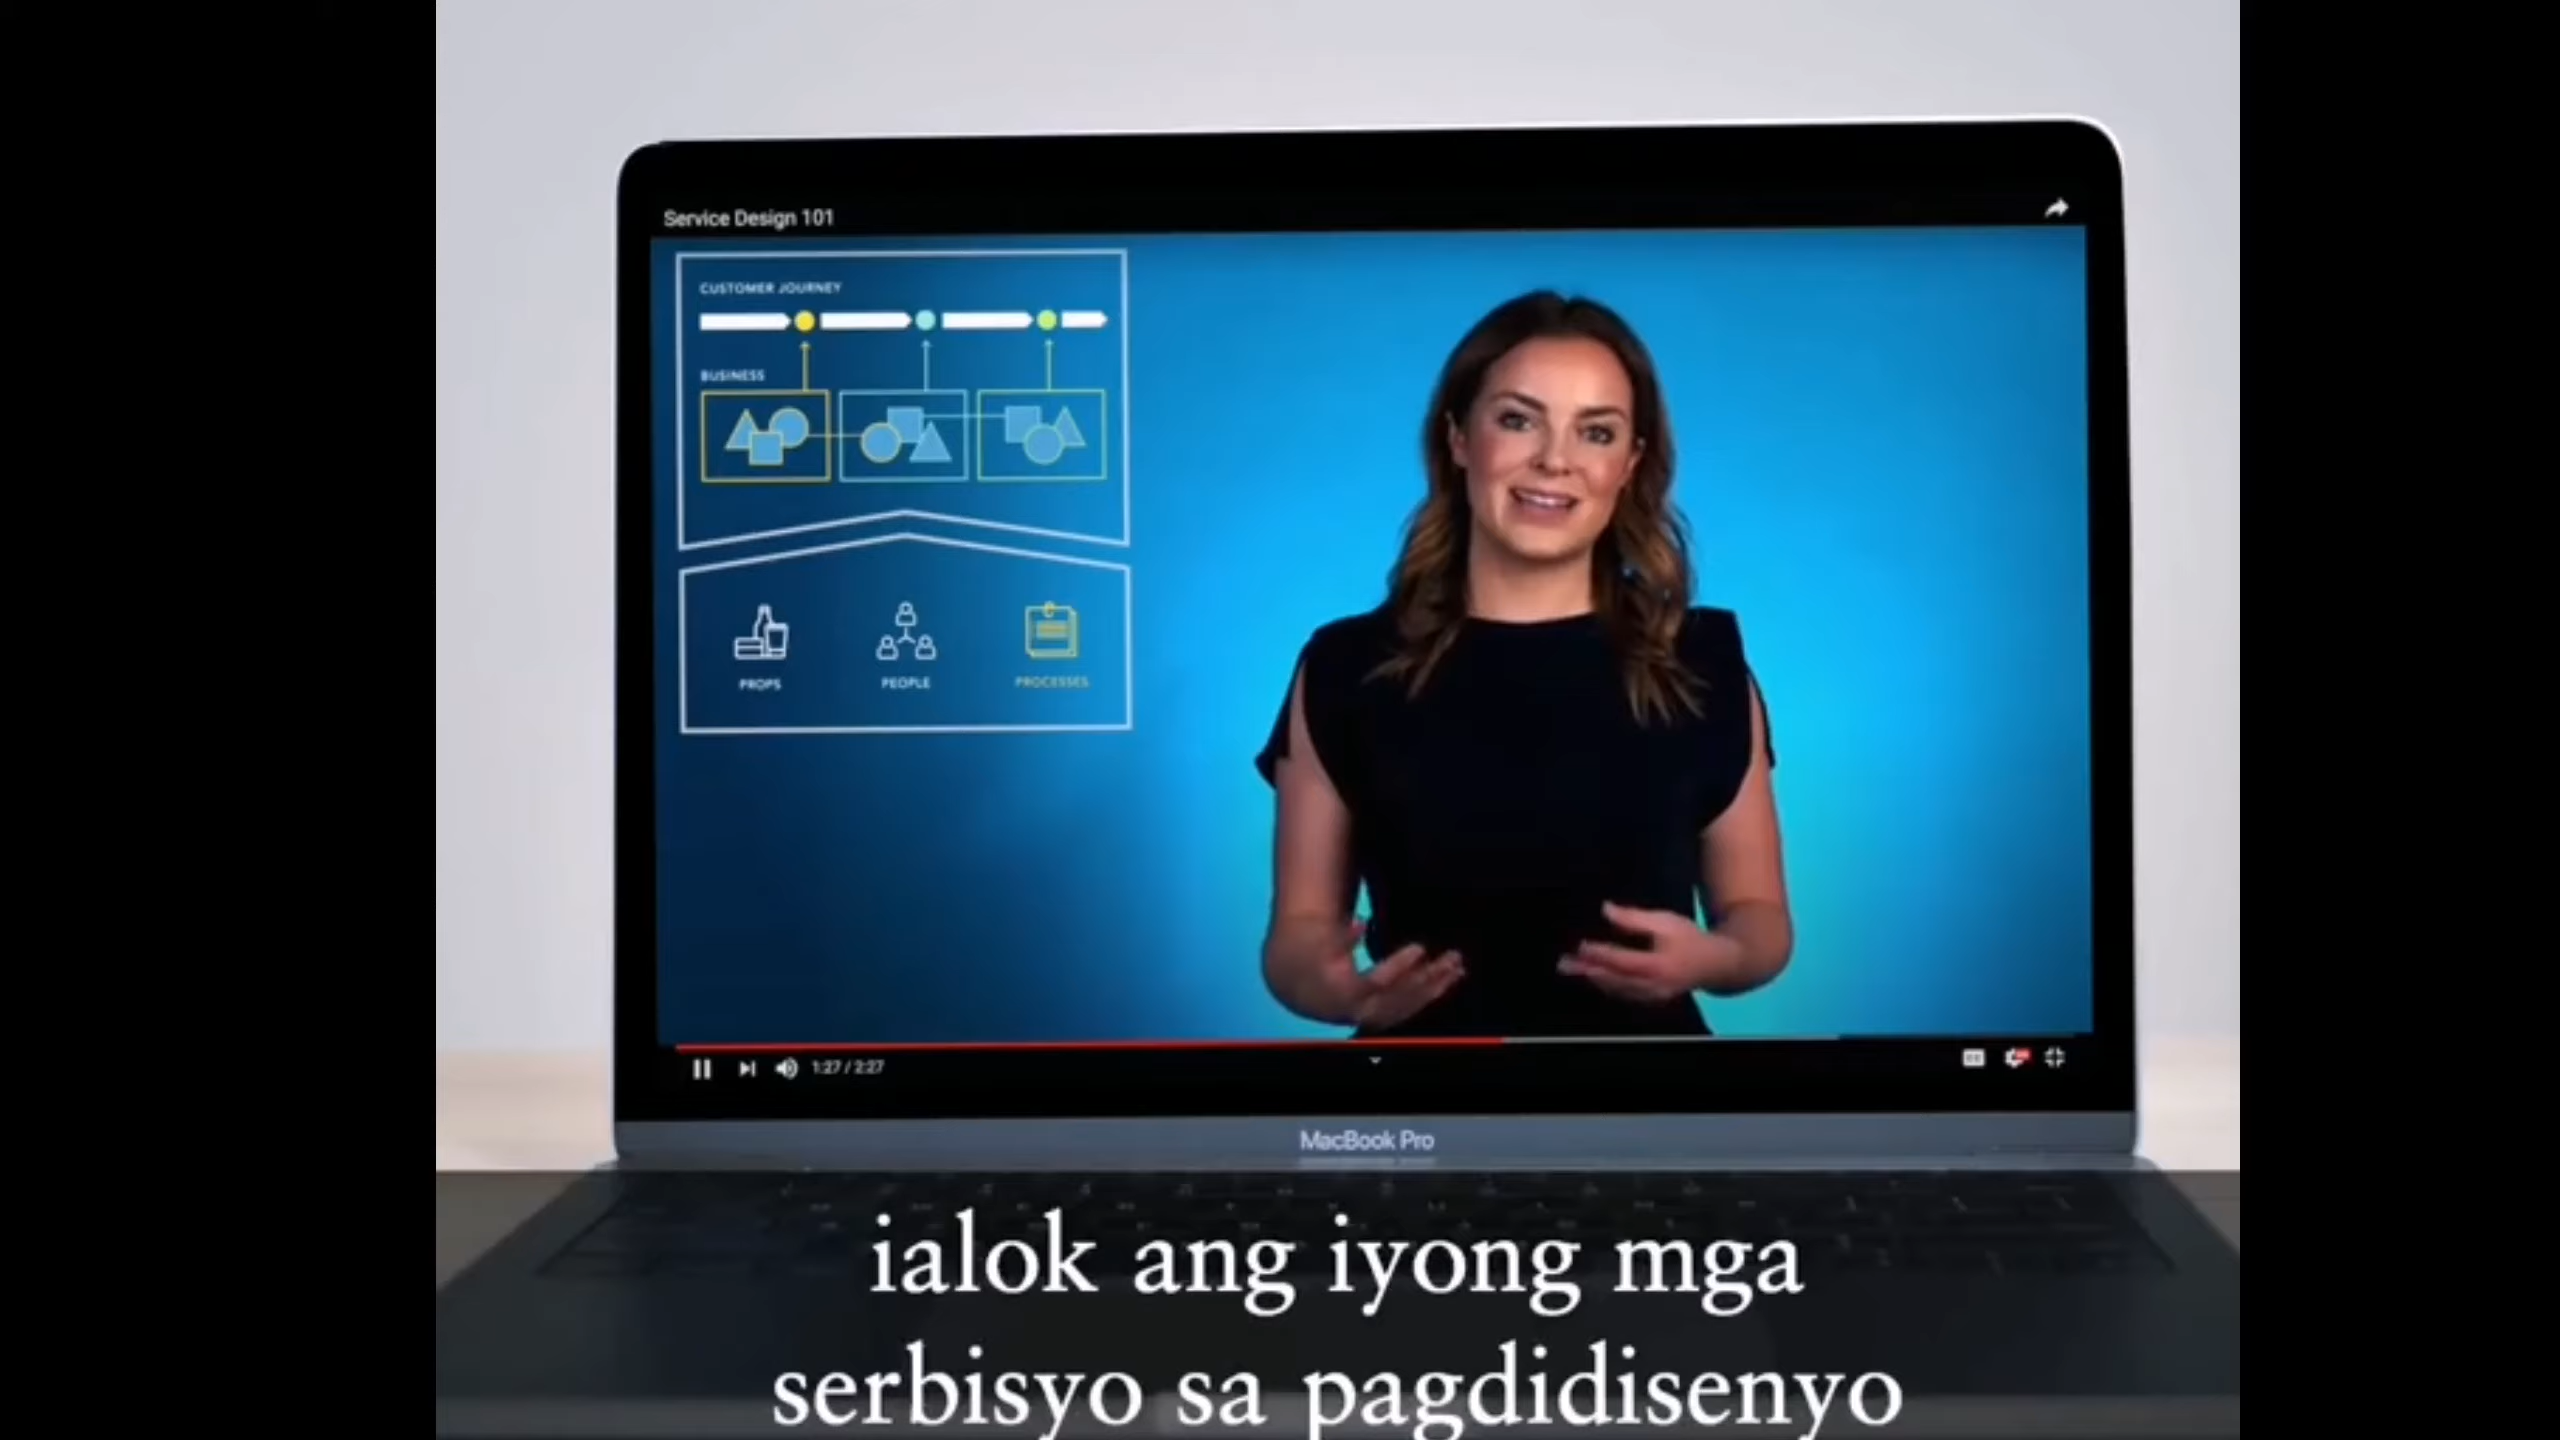 Service Design 101
CUSTOMER JOURNEY
BUSINESS
PROPS
PEOPLE
PROCESSES
1:27 / 2:27
MacBook Pro
ialok ang iyong mga
serbisyo sa pagdidisenyo